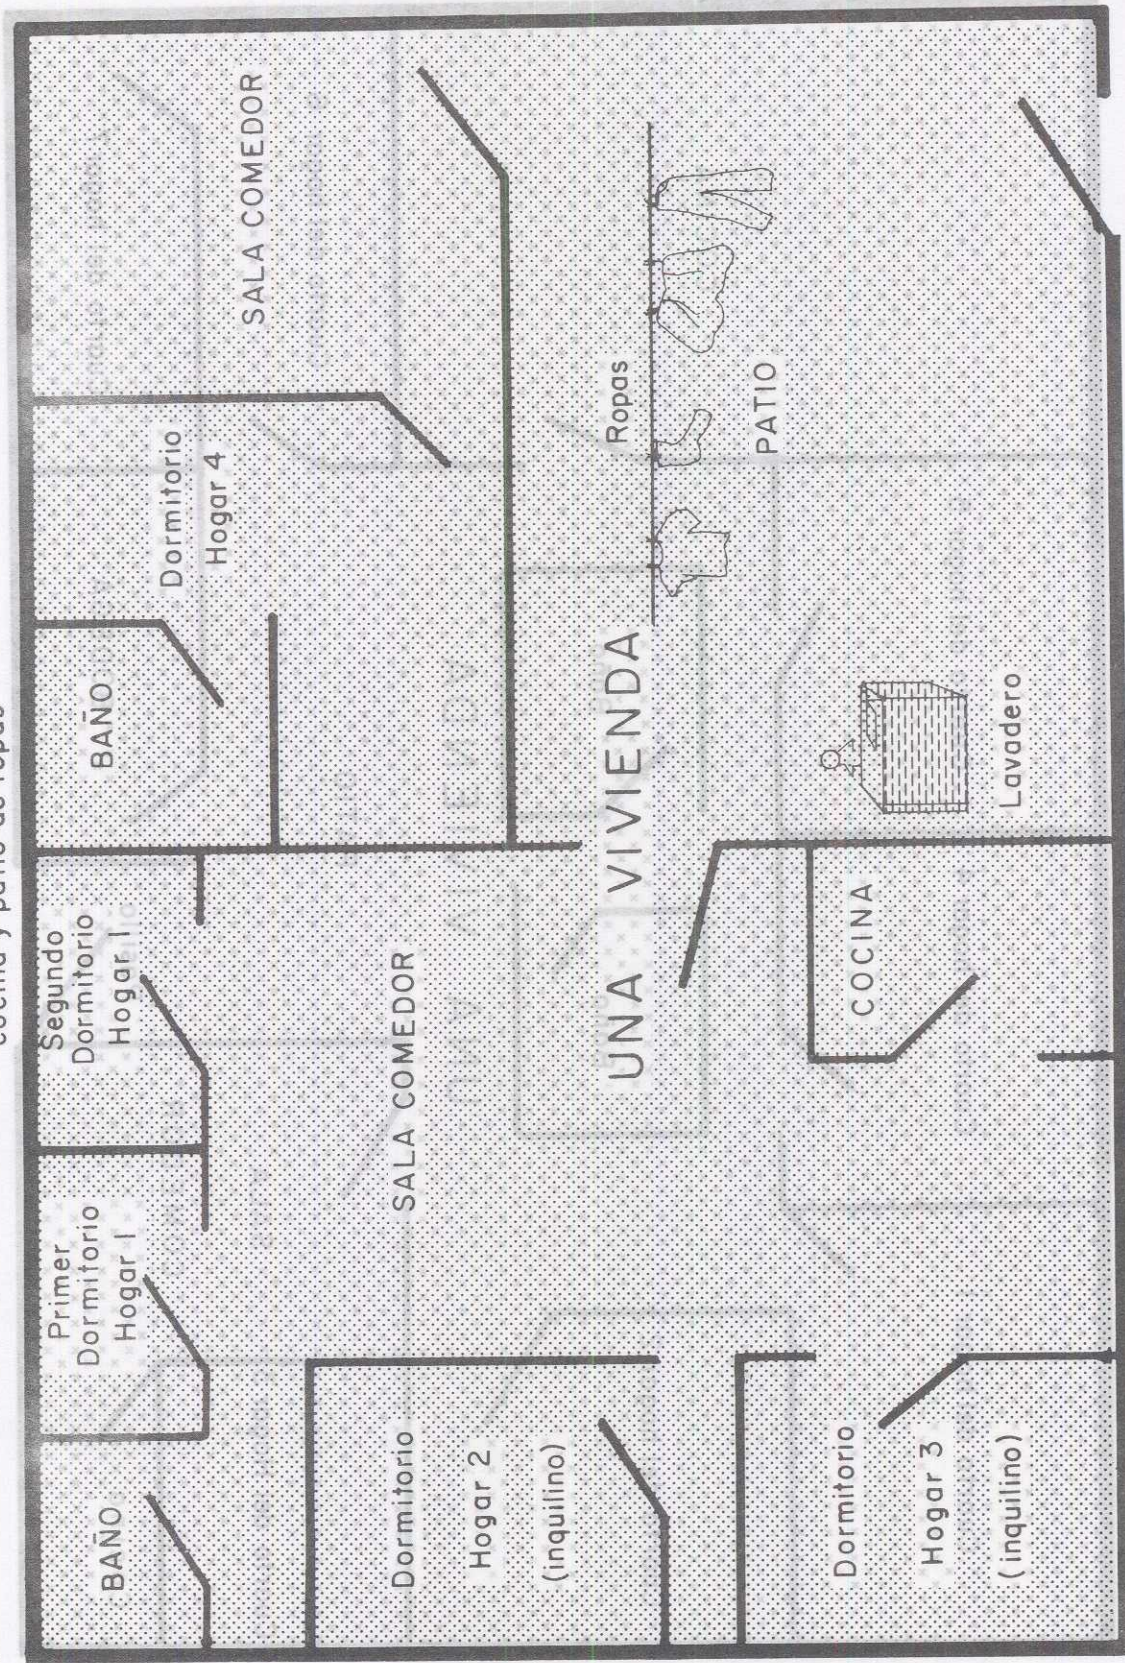 cocina y patio de ropas
BAÑO
Primer
Dormitorio
Hogar 1
Segundo
Dormitorio
Hogar 1
BAÑO
Dormitorio
Hogar 4
SALA COMEDOR
Dormitorio
Hogar 2
(inquilino)
SALA COMEDOR
UNA VIVIENDA
Ropas
PATIO
Dormitorio
Hogar 3
(inquilino)
COCINA
Lavadero